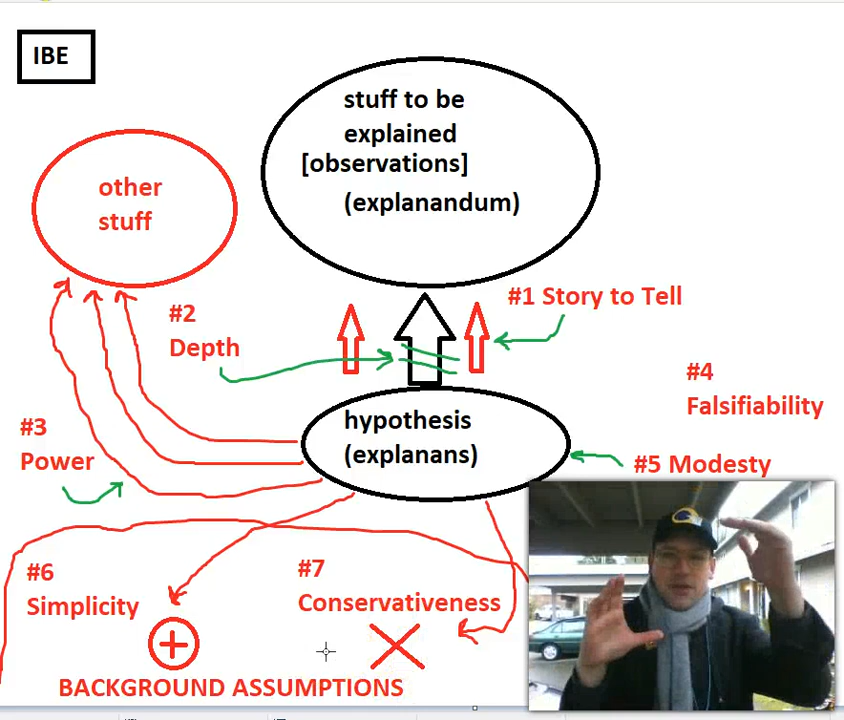 IBE
stuff to be
explained
[observations]
(explanandum)
other
stuff
#1 Story to Tell
#2
Depth
#4
Falsifiability
hypothesis
(explanans)
#3
Power
#5 Modesty
#6
Simplicity
#7
Conservativeness
BACKGROUND ASSUMPTIONS